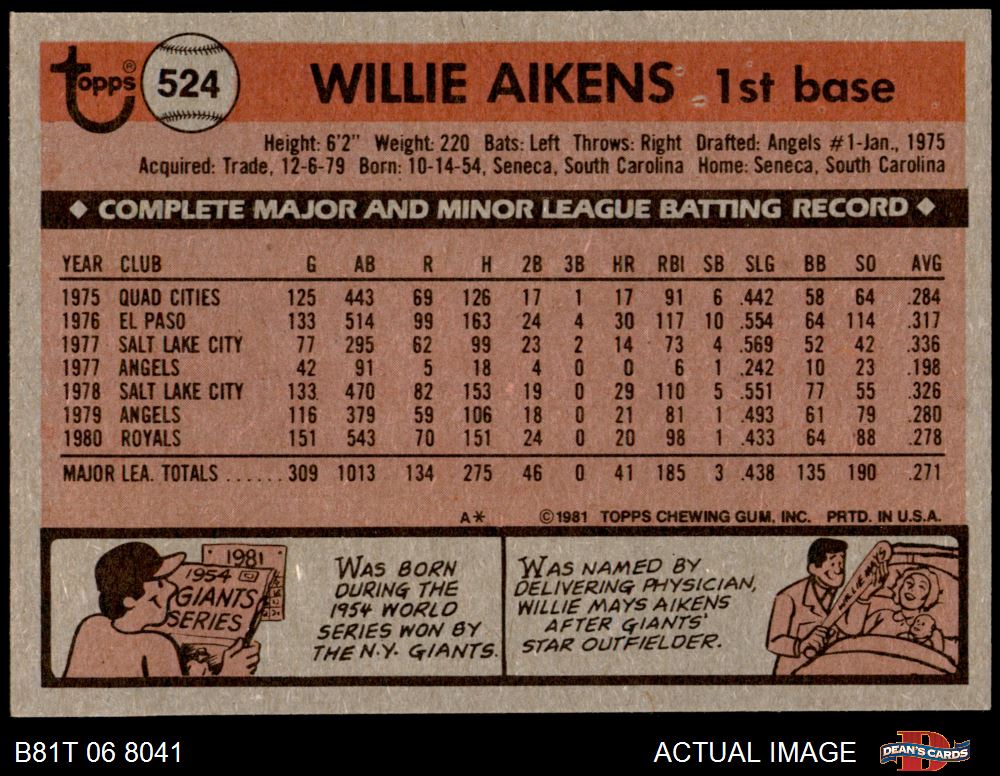 Topps® 524 WILLIE AIKENS 1st base
Height: 6'2" Weight: 220 Bats: Left Throws: Right Drafted: Angels #1-Jan., 1975
Acquired: Trade, 12-6-79 Born: 10-14-54, Seneca, South Carolina Home: Seneca, South Carolina
◆ COMPLETE MAJOR AND MINOR LEAGUE BATTING RECORD ◆
YEAR CLUB G AB R H 2B 3B HR RBI SB SLG BB SO AVG
1975 QUAD CITIES 125 443 69 126 17 1 17 91 6 .442 58 64 .284
1976 EL PASO 133 514 99 163 24 4 30 117 10 .554 64 114 .317
1977 SALT LAKE CITY 77 295 62 99 23 2 14 73 4 .569 52 42 .336
1977 ANGELS 42 91 5 18 4 0 0 6 1 .242 10 23 .198
1978 SALT LAKE CITY 133 470 82 153 19 0 29 110 5 .551 77 55 .326
1979 ANGELS 116 379 59 106 18 0 21 81 1 .493 61 79 .280
1980 ROYALS 151 543 70 151 24 0 20 98 1 .433 64 88 .278
MAJOR LEA. TOTALS ...... 309 1013 134 275 46 0 41 185 3 .438 135 190 .271
A* ©1981 TOPPS CHEWING GUM, INC. PRTD. IN U.S.A.
1981
1954
GIANTS
SERIES
WAS BORN
DURING THE
1954 WORLD
SERIES WON BY
THE N.Y. GIANTS.
WAS NAMED BY
DELIVERING PHYSICIAN,
WILLIE MAYS AIKENS
AFTER GIANTS'
STAR OUTFIELDER.
WILLIE MAYS
B81T 06 8041 ACTUAL IMAGE
D
DEAN'S CARDS